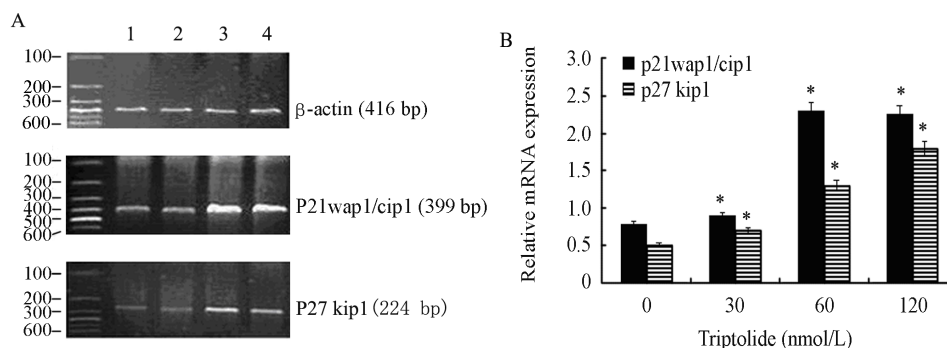 A
1 2 3 4
100
200
300
600
β-actin (416 bp)
100
200
300
400
500
600
P21wap1/cip1 (399 bp)
100
200
300
600
P27 kip1 (224 bp)
B
Relative mRNA expression
3.0
2.5
2.0
1.5
1.0
0.5
0
p21wap1/cip1
p27 kip1
* * * * * *
0 30 60 120
Triptolide (nmol/L)